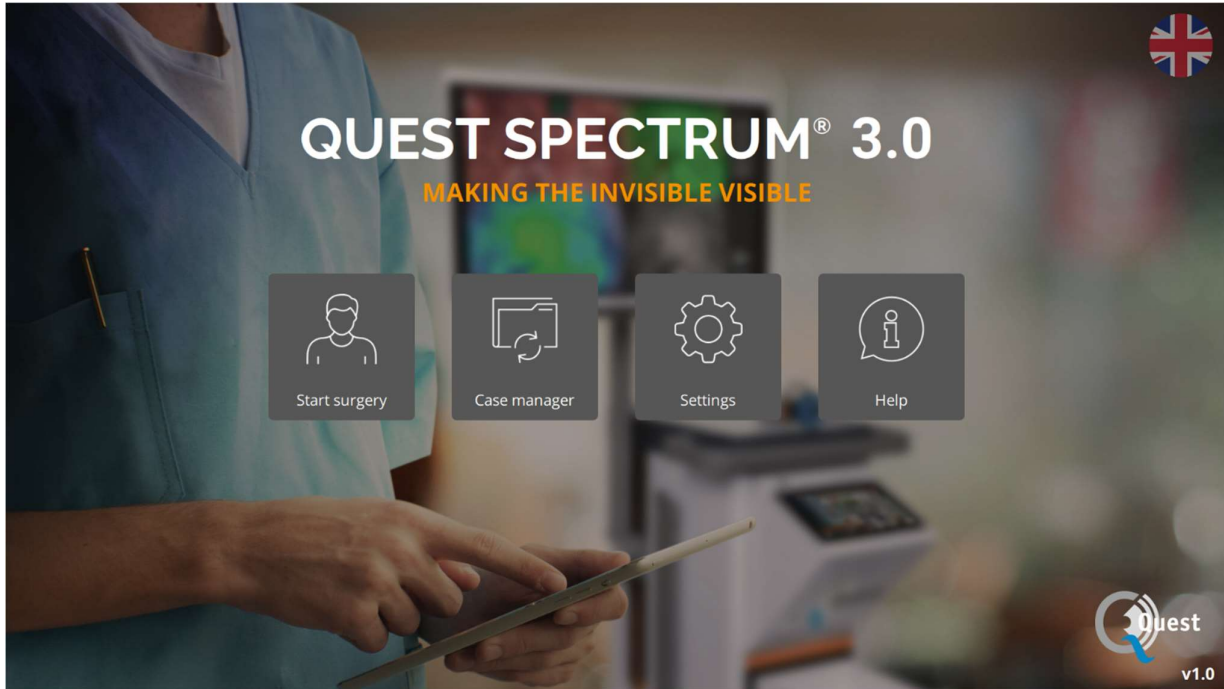 QUEST SPECTRUM® 3.0
MAKING THE INVISIBLE VISIBLE
Start surgery
Case manager
Settings
Help
Quest
v1.0